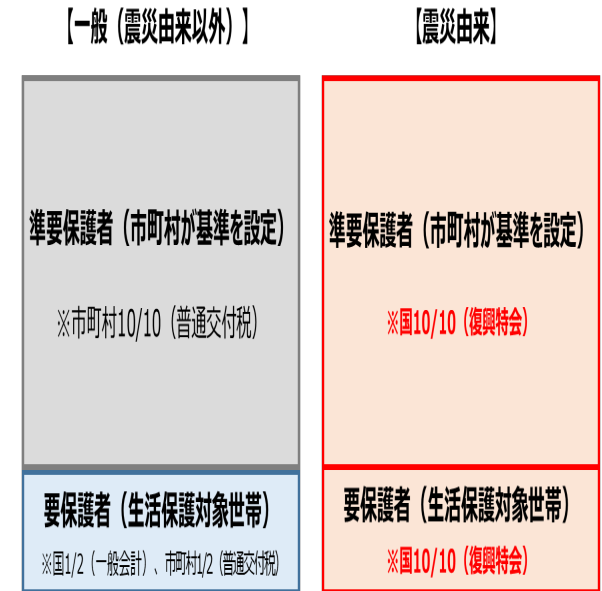 【一般（震災由来以外）】
準要保護者（市町村が基準を設定）
※市町村10/10（普通交付税）
要保護者（生活保護対象世帯）
※国1/2（一般会計）、市町村1/2（普通交付税）
【震災由来】
準要保護者（市町村が基準を設定）
※国10/10（復興特会）
要保護者（生活保護対象世帯）
※国10/10（復興特会）